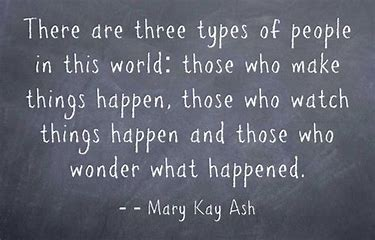 There are three types of people
in this world: those who make
things happen, those who watch
things happen and those who
wonder what happened.
-- Mary Kay Ash